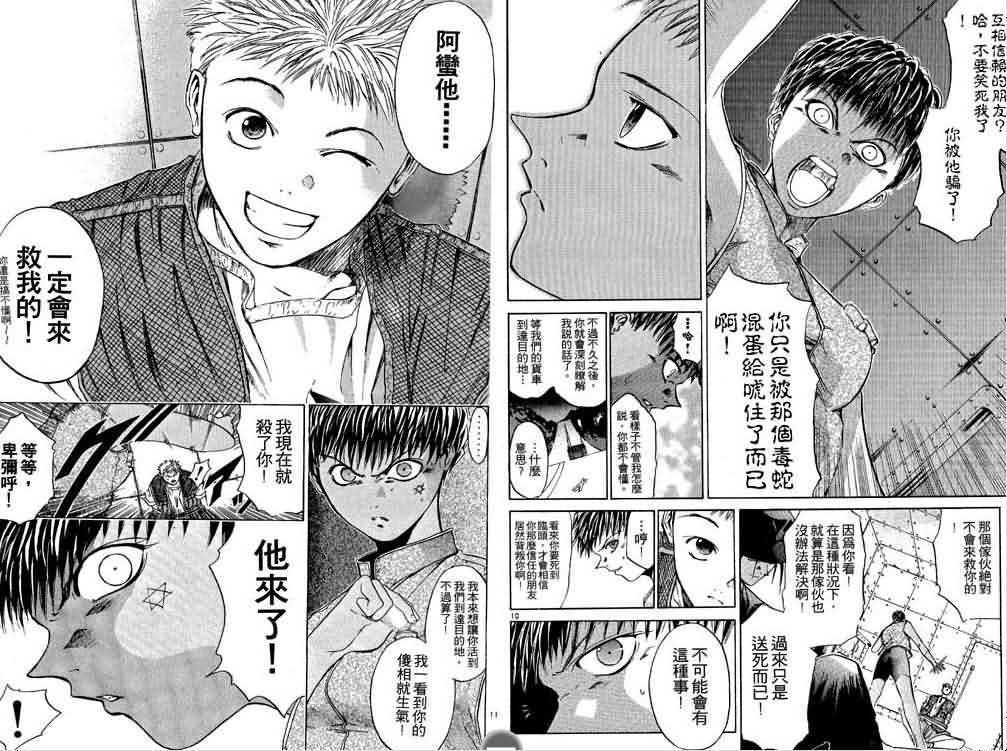 互相信賴的朋友？
哈，不要笑死我了
！
你被他騙了！
你只是被那個毒蛇
混蛋給唬住了而已
啊！
…哈！
不過不久之後，
你就會深刻瞭解
我說的話了。
等我們的貨車
到達目的地…
看樣子不管我怎麼
說，你都不會懂。
…什麼
意思？
那個傢伙絕對
不會來救你的
因為你看！
在這種狀況下，
就算是那傢伙也
沒辦法解決啊！
過來只是
送死而已！
哼！
看來你要死到
臨頭，才會相信
你那麼信任的朋友
居然背叛你啊！
10
不可能會有
這種事！
阿蠻他……
一定會來
救我的！
你還是搞不懂啊～～
………
我本來想讓你活到
我們到達目的地，
不過算了！
我一看到你的
傻相就生氣！
11
我現在就
殺了你！
等等，
卑彌呼！
他來了！
！